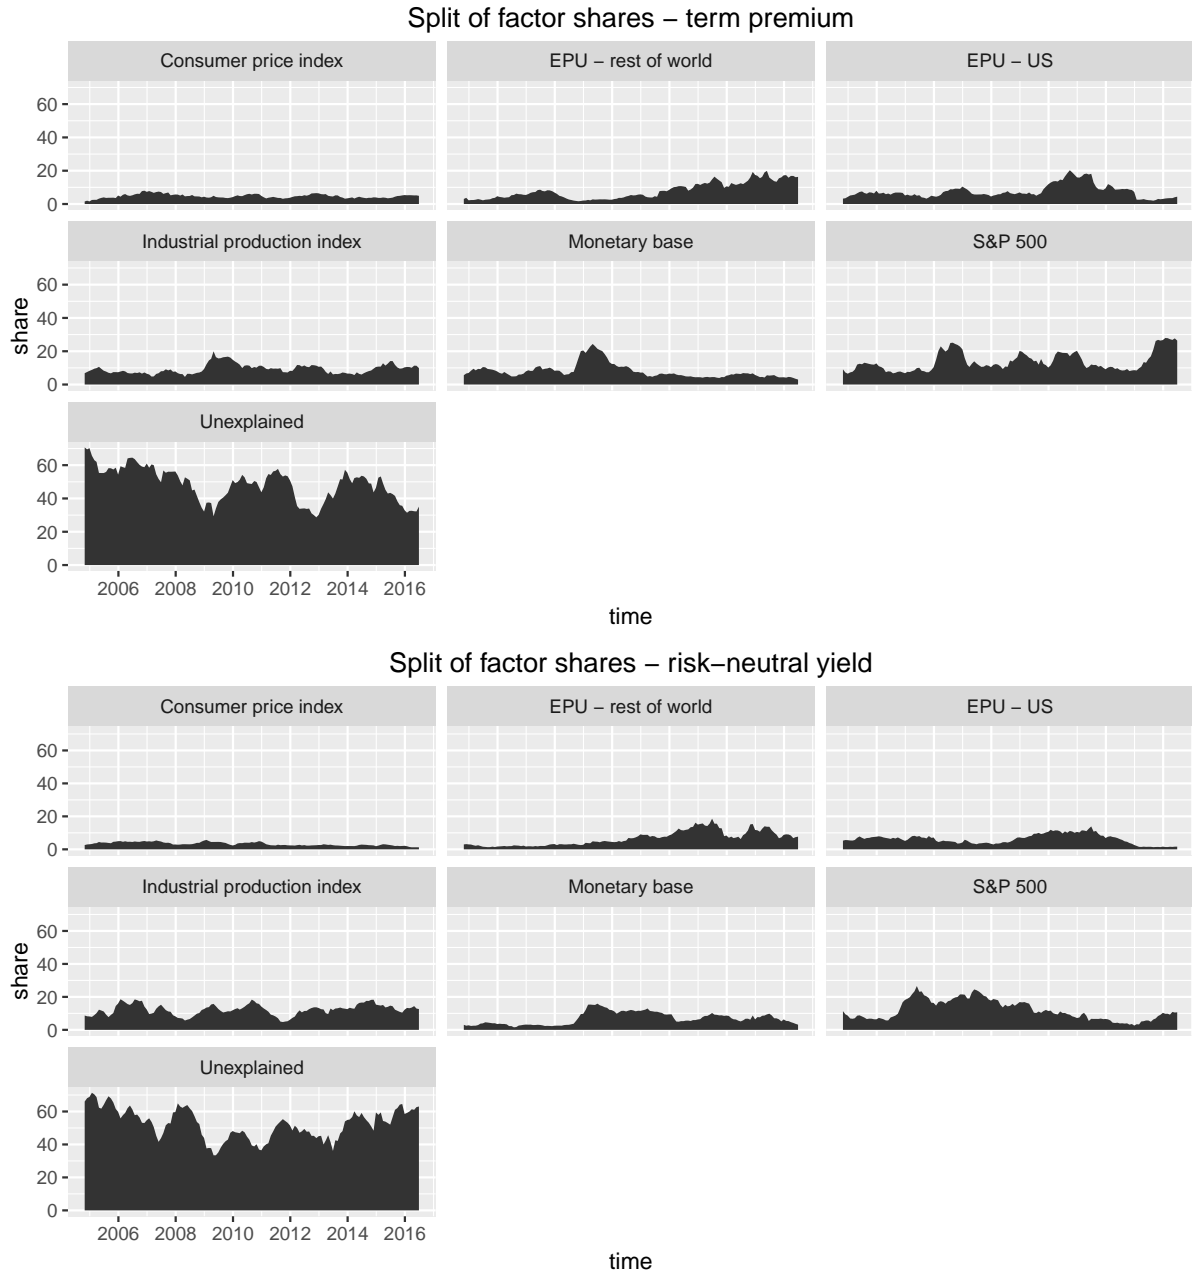 Split of factor shares − term premium
Consumer price index
EPU − rest of world
EPU − US
60
40
20
0
Industrial production index
Monetary base
S&P 500
60
40
20
0
share
Unexplained
60
40
20
0
2006 2008 2010 2012 2014 2016
time
Split of factor shares − risk−neutral yield
Consumer price index
EPU − rest of world
EPU − US
60
40
20
0
Industrial production index
Monetary base
S&P 500
60
40
20
0
share
Unexplained
60
40
20
0
2006 2008 2010 2012 2014 2016
time